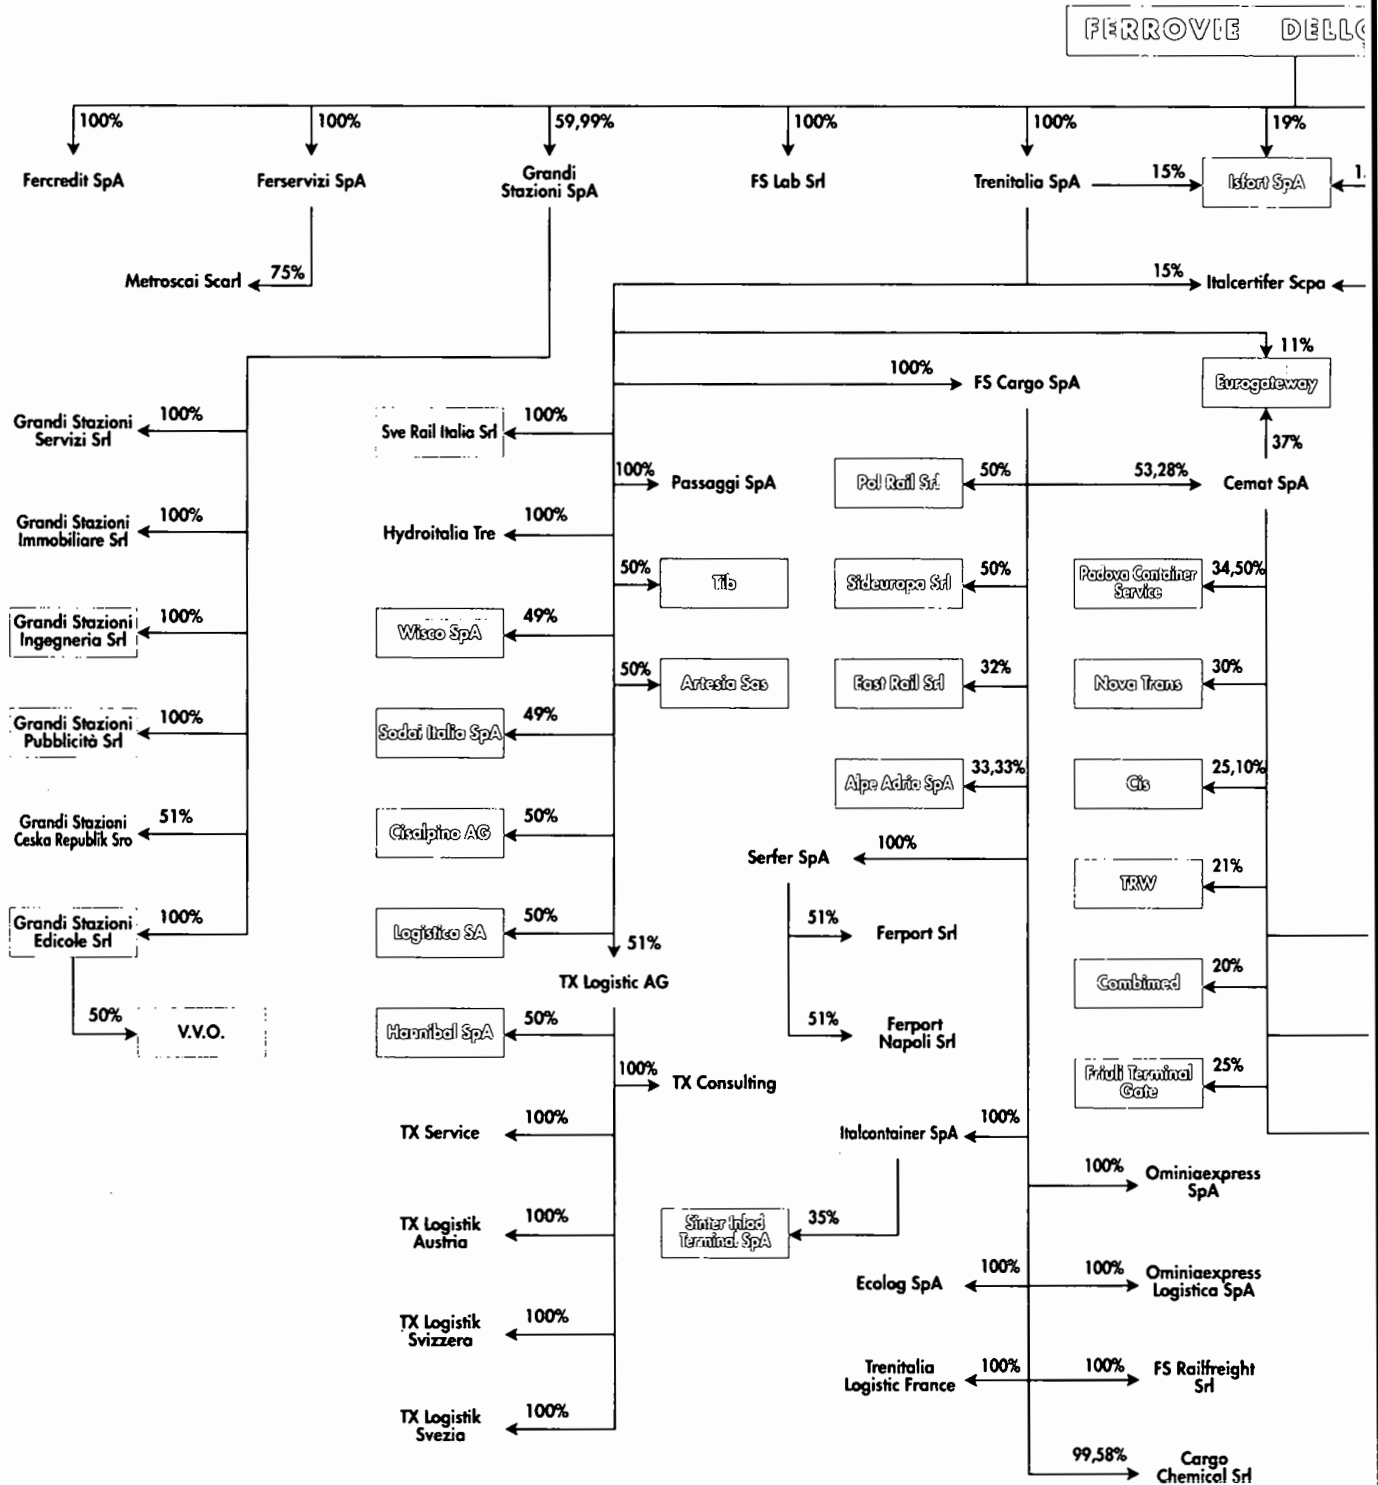 FERROVIE DELLO
100%
100%
59,99%
100%
100%
19%
Fercredit SpA
Ferservizi SpA
Grandi
Stazioni SpA
FS Lab Srl
Trenitalia SpA
15%
Isfort SpA
1
Metroscai Scarl
75%
15%
Italcertifer Scpa
11%
100%
FS Cargo SpA
Eurogateway
Grandi Stazioni
Servizi Srl
100%
Sve Rail Italia Srl
100%
37%
100%
Passaggi SpA
Pol Rail Srl
50%
53,28%
Cemat SpA
Grandi Stazioni
Immobiliare Srl
100%
Hydroitalia Tre
100%
50%
Tib
Sideuropa Srl
50%
Padova Container
Service
34,50%
Grandi Stazioni
Ingegneria Srl
100%
Wisco SpA
49%
50%
Artesia Sas
East Rail Srl
32%
Nova Trans
30%
Grandi Stazioni
Pubblicità Srl
100%
Sodai Italia SpA
49%
Alpe Adria SpA
33,33%
Cis
25,10%
Grandi Stazioni
Ceska Republik Sro
51%
Cisalpino AG
50%
Serfer SpA
100%
TRW
21%
Grandi Stazioni
Edicole Srl
100%
Logistica SA
50%
51%
51%
Ferport Srl
TX Logistic AG
Combimed
20%
50%
V.V.O.
Hannibal SpA
50%
51%
Ferport
Napoli Srl
100%
TX Consulting
Friuli Terminal
Gate
25%
TX Service
100%
Italcontainer SpA
100%
100%
Ominiaexpress
SpA
TX Logistik
Austria
100%
Sinter Inlad
Terminal SpA
35%
Ecolog SpA
100%
100%
Ominiaexpress
Logistica SpA
TX Logistik
Svizzera
100%
Trenitalia
Logistic France
100%
100%
FS Railfreight
Srl
TX Logistik
Svezia
100%
99,58%
Cargo
Chemical Srl